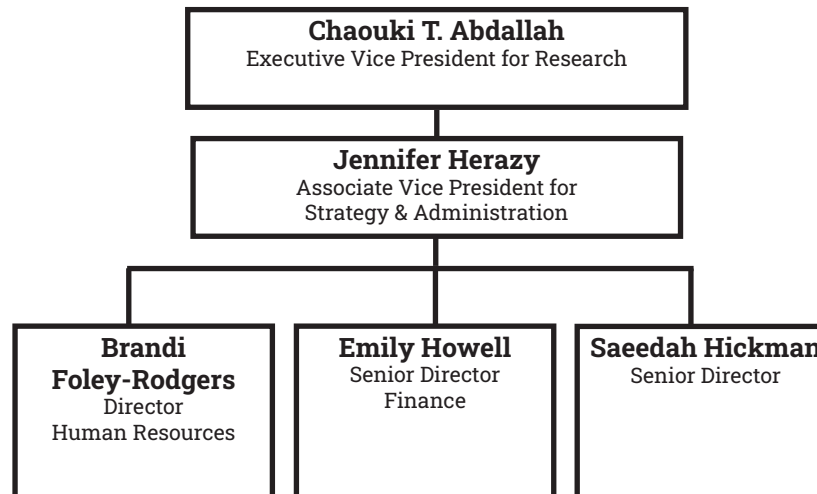 Chaouki T. Abdallah
Executive Vice President for Research
Jennifer Herazy
Associate Vice President for
Strategy & Administration
Brandi
Foley-Rodgers
Director
Human Resources
Emily Howell
Senior Director
Finance
Saeedah Hickman
Senior Director